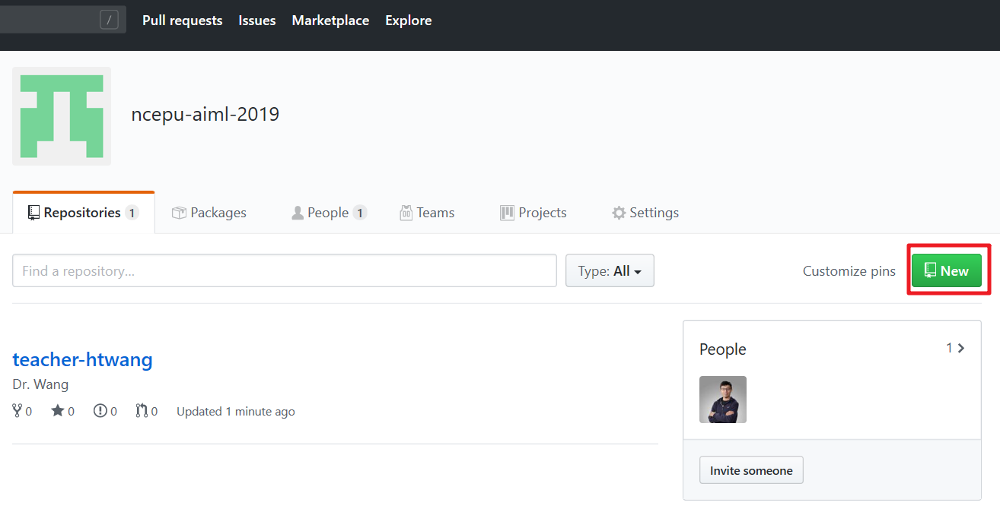 / Pull requests Issues Marketplace Explore
ncepu-aiml-2019
Repositories 1 Packages People 1 Teams Projects Settings
Find a repository... Type: All Customize pins New
teacher-htwang
Dr. Wang
0 0 0 0 Updated 1 minute ago
People 1
Invite someone